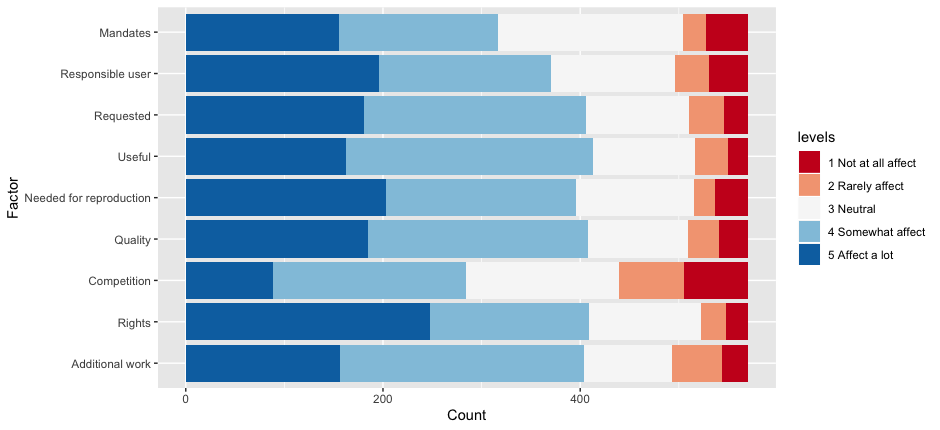 Factor
Mandates
Responsible user
Requested
Useful
Needed for reproduction
Quality
Competition
Rights
Additional work
0
200
400
Count
levels
1 Not at all affect
2 Rarely affect
3 Neutral
4 Somewhat affect
5 Affect a lot